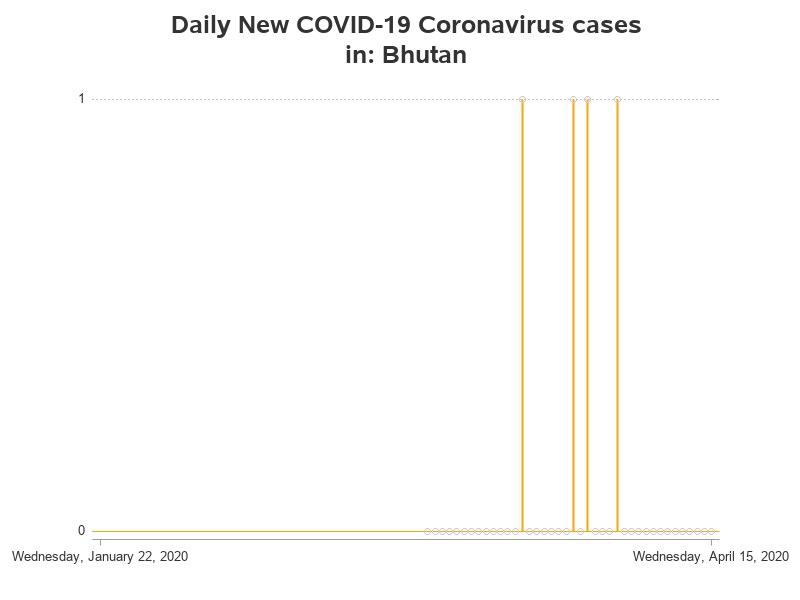 Daily New COVID-19 Coronavirus cases
in: Bhutan
1
0
Wednesday, January 22, 2020
Wednesday, April 15, 2020